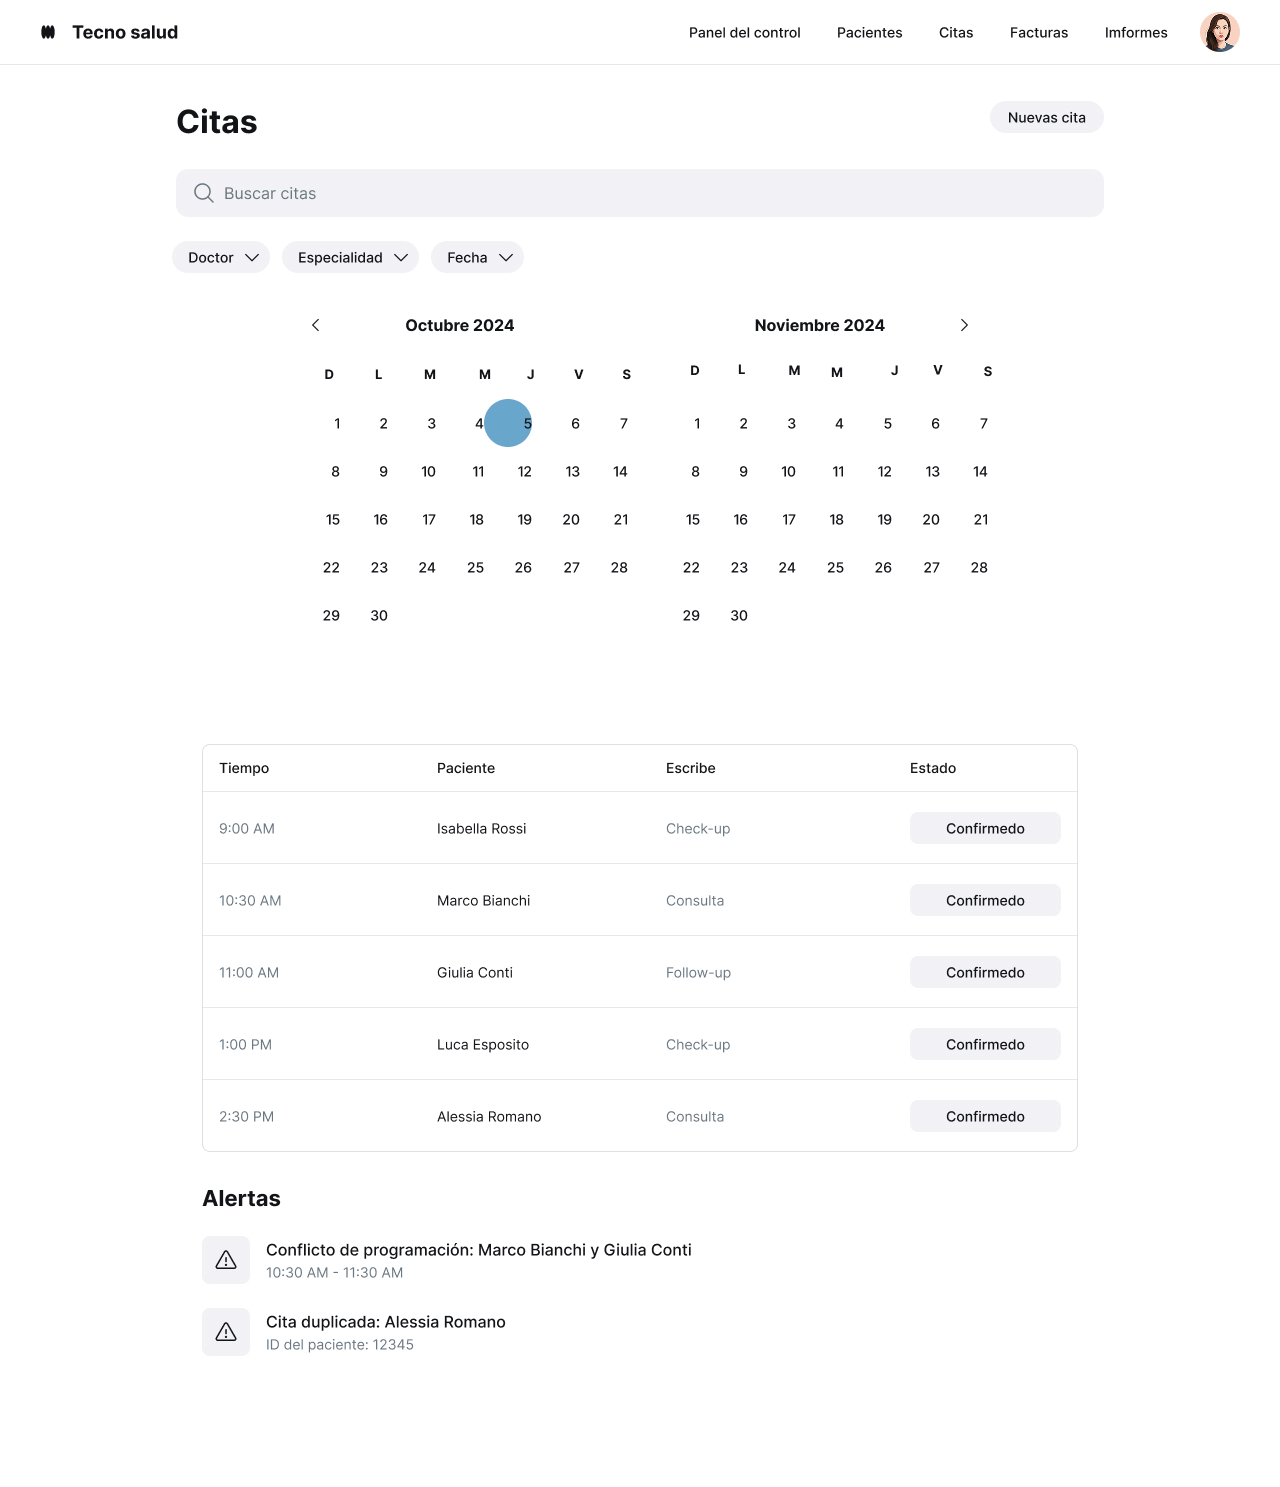 Tecno salud
Panel del control Pacientes Citas Facturas Imformes
Citas
Nuevas cita
Buscar citas
Doctor Especialidad Fecha
Octubre 2024
D L M M J V S
1 2 3 4 5 6 7
8 9 10 11 12 13 14
15 16 17 18 19 20 21
22 23 24 25 26 27 28
29 30
Noviembre 2024
D L M M J V S
1 2 3 4 5 6 7
8 9 10 11 12 13 14
15 16 17 18 19 20 21
22 23 24 25 26 27 28
29 30
Tiempo Paciente Escribe Estado
9:00 AM Isabella Rossi Check-up Confirmedo
10:30 AM Marco Bianchi Consulta Confirmedo
11:00 AM Giulia Conti Follow-up Confirmedo
1:00 PM Luca Esposito Check-up Confirmedo
2:30 PM Alessia Romano Consulta Confirmedo
Alertas
Conflicto de programación: Marco Bianchi y Giulia Conti
10:30 AM - 11:30 AM
Cita duplicada: Alessia Romano
ID del paciente: 12345